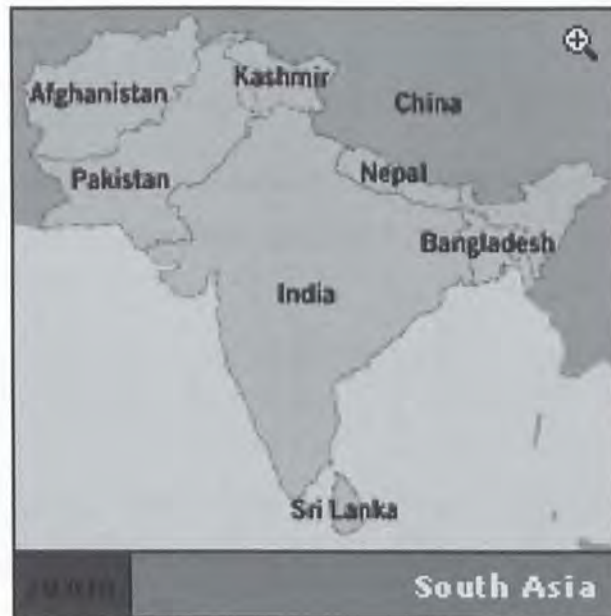 Kashmir
Afghanistan
China
Nepal
Pakistan
Bangladesh
India
Sri Lanka
South Asia